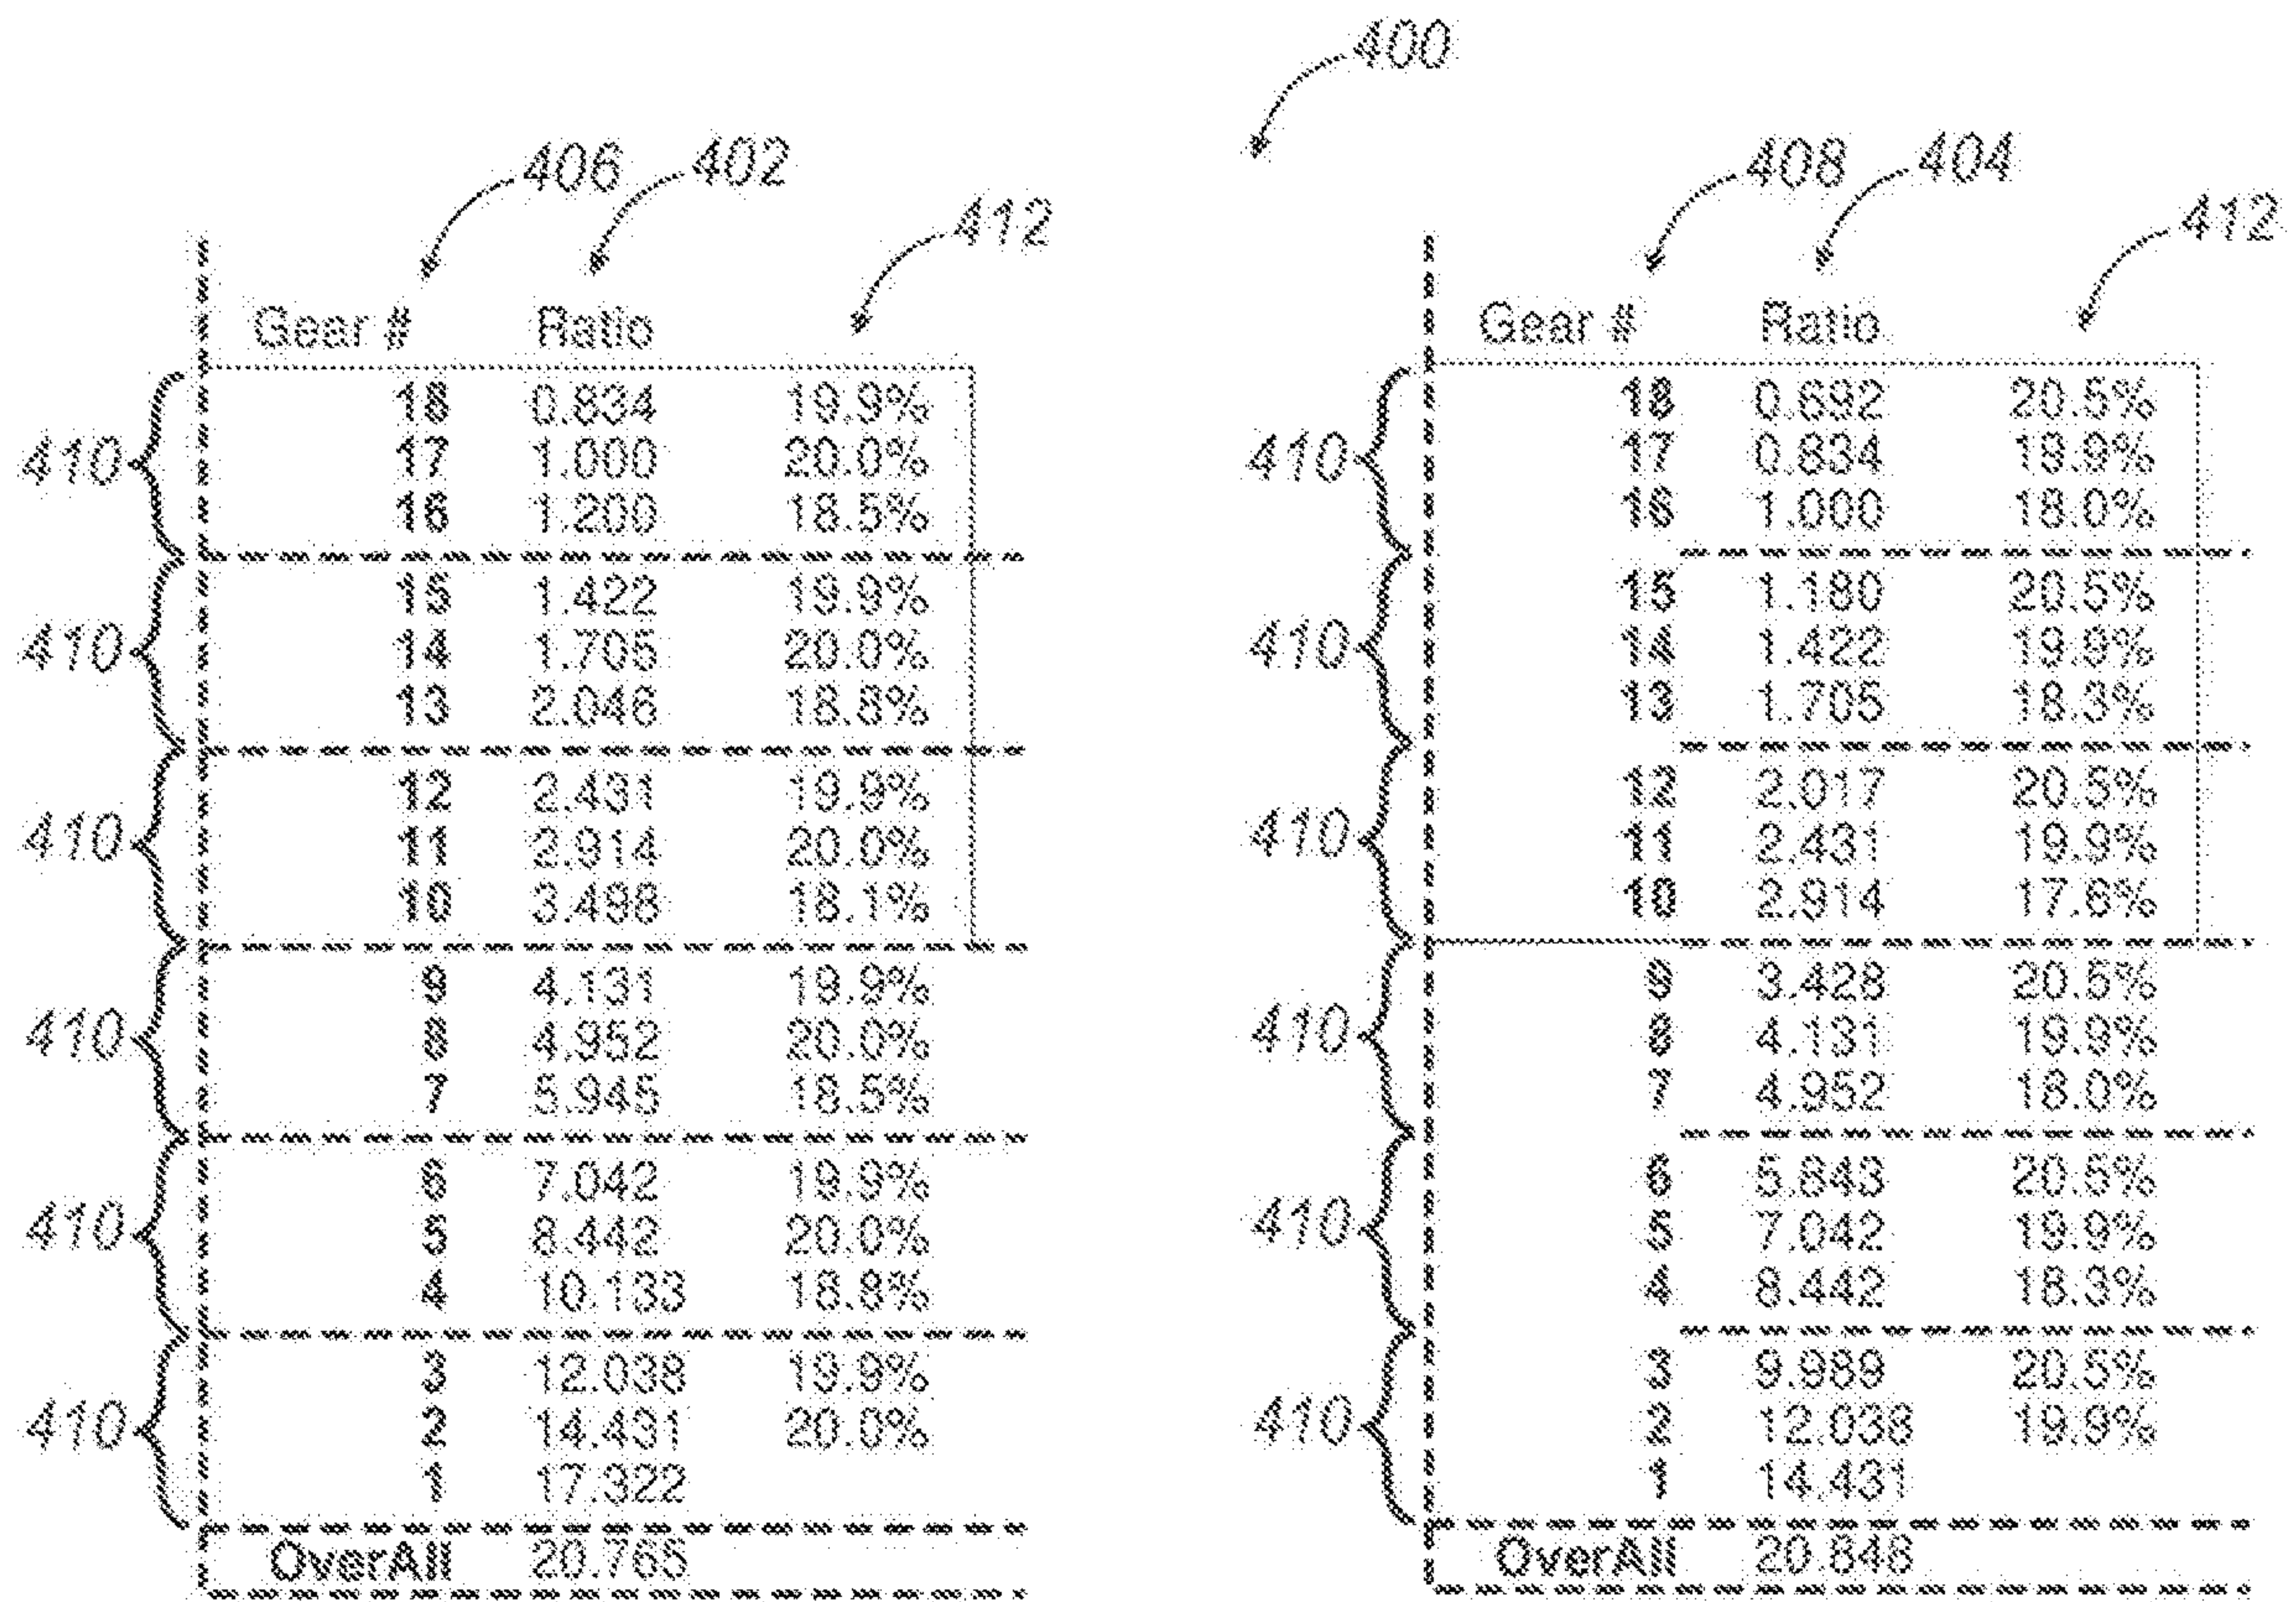 400
406 402
412
Gear # Ratio
18 0.834 19.9%
410 17 1.000 20.0%
16 1.200 18.5%
15 1.422 19.9%
410 14 1.705 20.0%
13 2.046 18.8%
12 2.431 19.9%
410 11 2.914 20.0%
10 3.498 18.1%
9 4.131 19.9%
410 8 4.952 20.0%
7 5.945 18.5%
6 7.042 19.9%
410 5 8.442 20.0%
4 10.133 18.8%
3 12.038 19.9%
410 2 14.431 20.0%
1 17.322
OverAll 20.765
408 404
412
Gear # Ratio
18 0.692 20.5%
410 17 0.834 19.9%
16 1.000 18.0%
15 1.180 20.5%
410 14 1.422 19.9%
13 1.705 18.3%
12 2.017 20.5%
410 11 2.431 19.9%
10 2.914 17.6%
9 3.428 20.5%
410 8 4.131 19.9%
7 4.952 18.0%
6 5.843 20.5%
410 5 7.042 19.9%
4 8.442 18.3%
3 9.989 20.5%
410 2 12.038 19.9%
1 14.431
OverAll 20.846